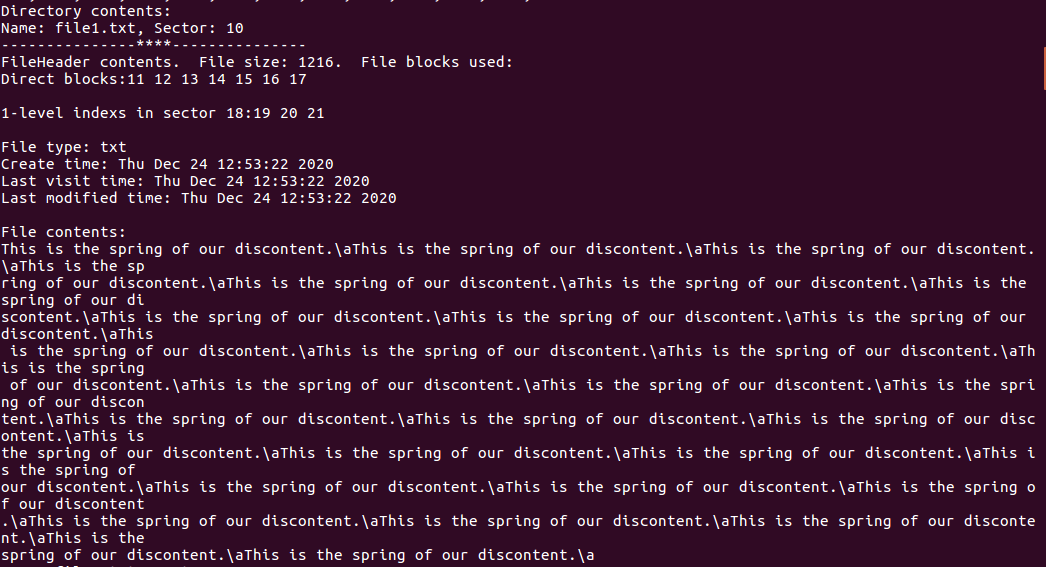 Directory contents:
Name: file1.txt, Sector: 10
---------------****---------------
FileHeader contents.  File size: 1216.  File blocks used:
Direct blocks:11 12 13 14 15 16 17
1-level indexs in sector 18:19 20 21
File type: txt
Create time: Thu Dec 24 12:53:22 2020
Last visit time: Thu Dec 24 12:53:22 2020
Last modified time: Thu Dec 24 12:53:22 2020
File contents:
This is the spring of our discontent.\aThis is the spring of our discontent.\aThis is the spring of our discontent.
\aThis is the sp
ring of our discontent.\aThis is the spring of our discontent.\aThis is the spring of our discontent.\aThis is the
spring of our di
scontent.\aThis is the spring of our discontent.\aThis is the spring of our discontent.\aThis is the spring of our
discontent.\aThis
 is the spring of our discontent.\aThis is the spring of our discontent.\aThis is the spring of our discontent.\aTh
is is the spring
 of our discontent.\aThis is the spring of our discontent.\aThis is the spring of our discontent.\aThis is the spri
ng of our discon
tent.\aThis is the spring of our discontent.\aThis is the spring of our discontent.\aThis is the spring of our disc
ontent.\aThis is
the spring of our discontent.\aThis is the spring of our discontent.\aThis is the spring of our discontent.\aThis i
s the spring of
our discontent.\aThis is the spring of our discontent.\aThis is the spring of our discontent.\aThis is the spring o
f our discontent
.\aThis is the spring of our discontent.\aThis is the spring of our discontent.\aThis is the spring of our disconte
nt.\aThis is the
spring of our discontent.\aThis is the spring of our discontent.\a